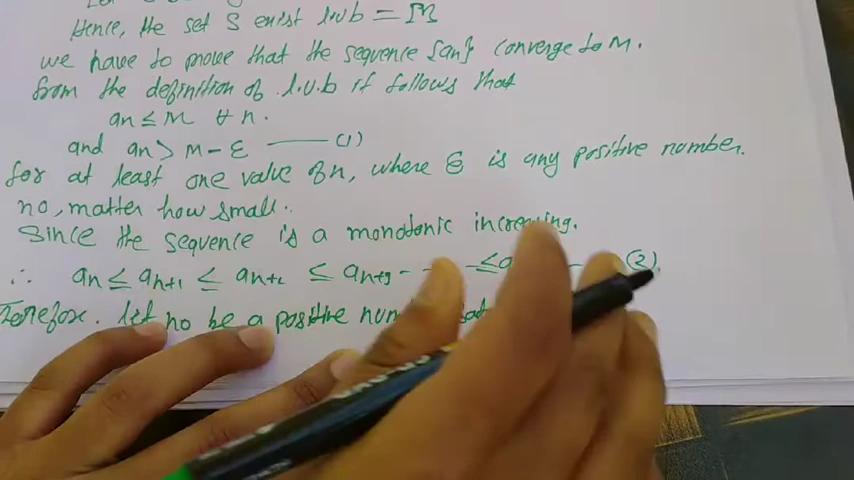 Hence, the set S exist l.u.b = M
we have to prove that the sequence {an} converge to M.
from the definition of l.u.b it follows that
an ≤ M ∀ n.
and an > M - ε ——— (1)
for at least one value of n, where ε is any positive number.
no, matter how small.
Since the sequence is a monotonic increasing.
∴ an ≤ an+1 ≤ an+2 ≤ an+3 - - ≤ a (2)
Therefore. let no be a positive